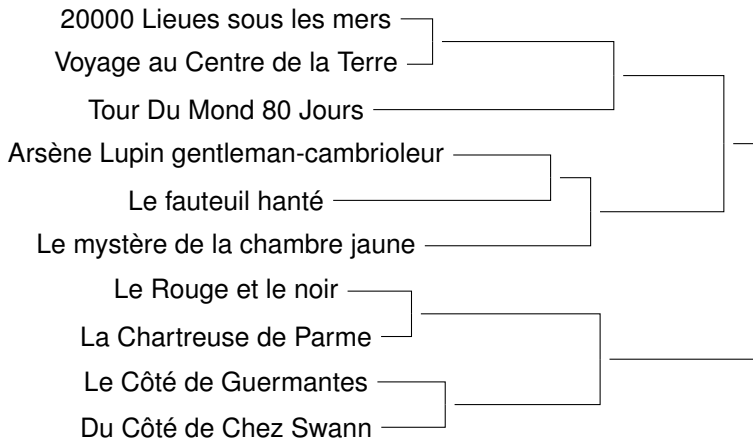 20000 Lieues sous les mers
Voyage au Centre de la Terre
Tour Du Mond 80 Jours
Arsène Lupin gentleman-cambrioleur
Le fauteuil hanté
Le mystère de la chambre jaune
Le Rouge et le noir
La Chartreuse de Parme
Le Côté de Guermantes
Du Côté de Chez Swann